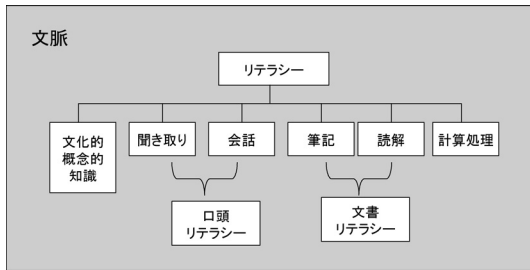 文脈
リテラシー
文化的
概念的
知識
聞き取り
会話
筆記
読解
計算処理
口頭
リテラシー
文書
リテラシー